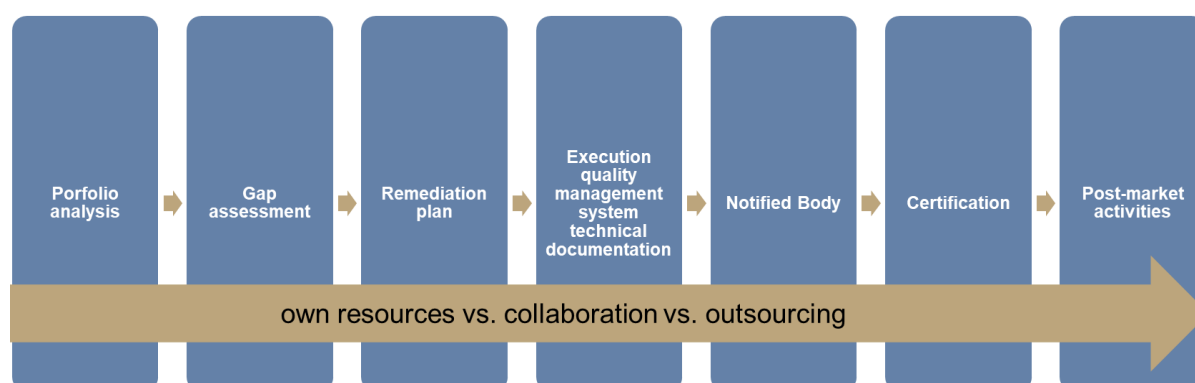 Porfolio
analysis
Gap
assessment
Remediation
plan
Execution
quality
management
system
technical
documentation
Notified Body
Certification
Post-market
activities
own resources vs. collaboration vs. outsourcing